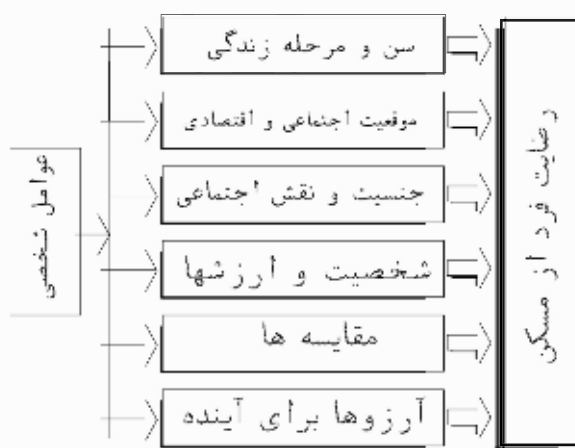 عوامل شخصی
سن و مرحله زندگی
موقعیت اجتماعی و اقتصادی
جنسیت و نقش اجتماعی
شخصیت و ارزشها
مقایسه ها
آرزوها برای آینده
رضایت فرد از مسکن